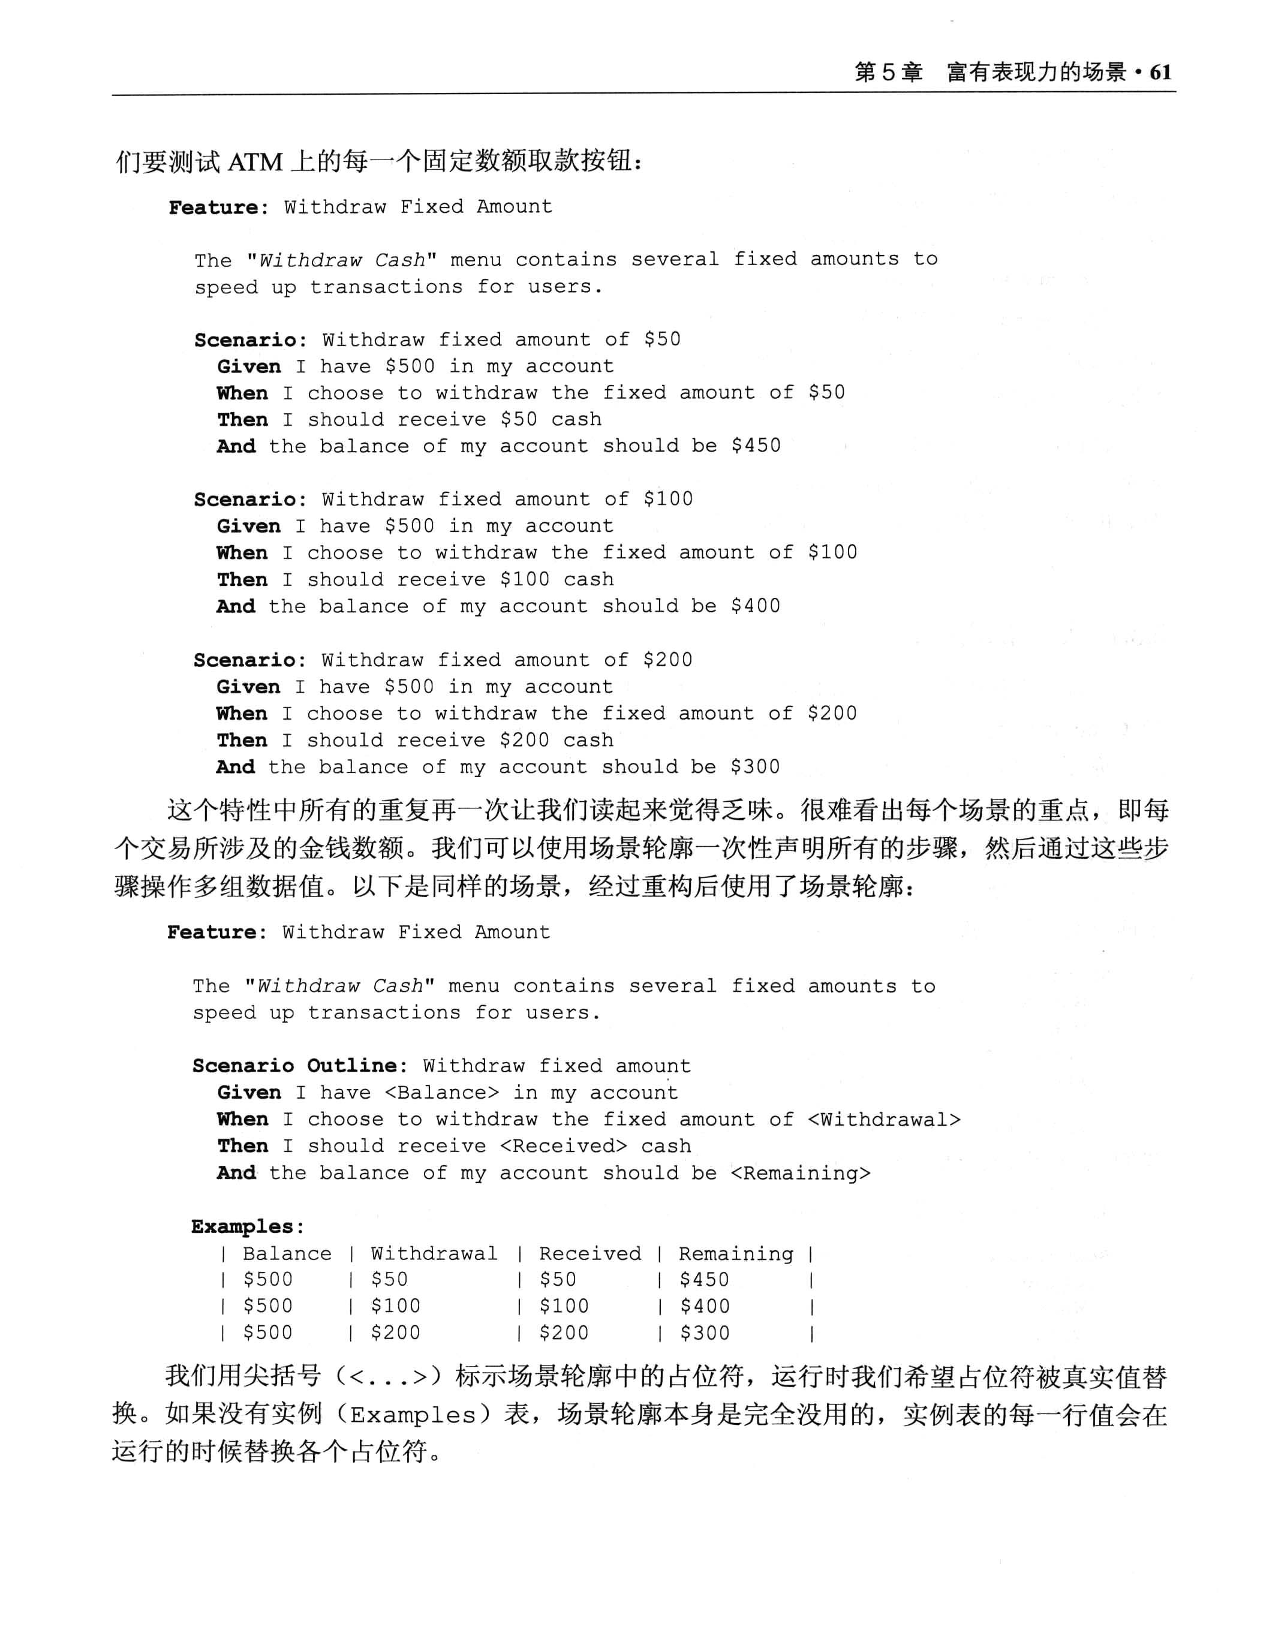 第 5 章 富有表现力的场景 · 61
们要测试 ATM 上的每一个固定数额取款按钮：
Feature: Withdraw Fixed Amount
The "Withdraw Cash" menu contains several fixed amounts to
speed up transactions for users.
Scenario: Withdraw fixed amount of $50
Given I have $500 in my account
When I choose to withdraw the fixed amount of $50
Then I should receive $50 cash
And the balance of my account should be $450
Scenario: Withdraw fixed amount of $100
Given I have $500 in my account
When I choose to withdraw the fixed amount of $100
Then I should receive $100 cash
And the balance of my account should be $400
Scenario: Withdraw fixed amount of $200
Given I have $500 in my account
When I choose to withdraw the fixed amount of $200
Then I should receive $200 cash
And the balance of my account should be $300
这个特性中所有的重复再一次让我们读起来觉得乏味。很难看出每个场景的重点，即每
个交易所涉及的金钱数额。我们可以使用场景轮廓一次性声明所有的步骤，然后通过这些步
骤操作多组数据值。以下是同样的场景，经过重构后使用了场景轮廓：
Feature: Withdraw Fixed Amount
The "Withdraw Cash" menu contains several fixed amounts to
speed up transactions for users.
Scenario Outline: Withdraw fixed amount
Given I have <Balance> in my account
When I choose to withdraw the fixed amount of <Withdrawal>
Then I should receive <Received> cash
And the balance of my account should be <Remaining>
Examples:
| Balance | Withdrawal | Received | Remaining |
| $500 | $50 | $50 | $450 |
| $500 | $100 | $100 | $400 |
| $500 | $200 | $200 | $300 |
我们用尖括号（<...>）标示场景轮廓中的占位符，运行时我们希望占位符被真实值替
换。如果没有实例（Examples）表，场景轮廓本身是完全没用的，实例表的每一行值会在
运行的时候替换各个占位符。